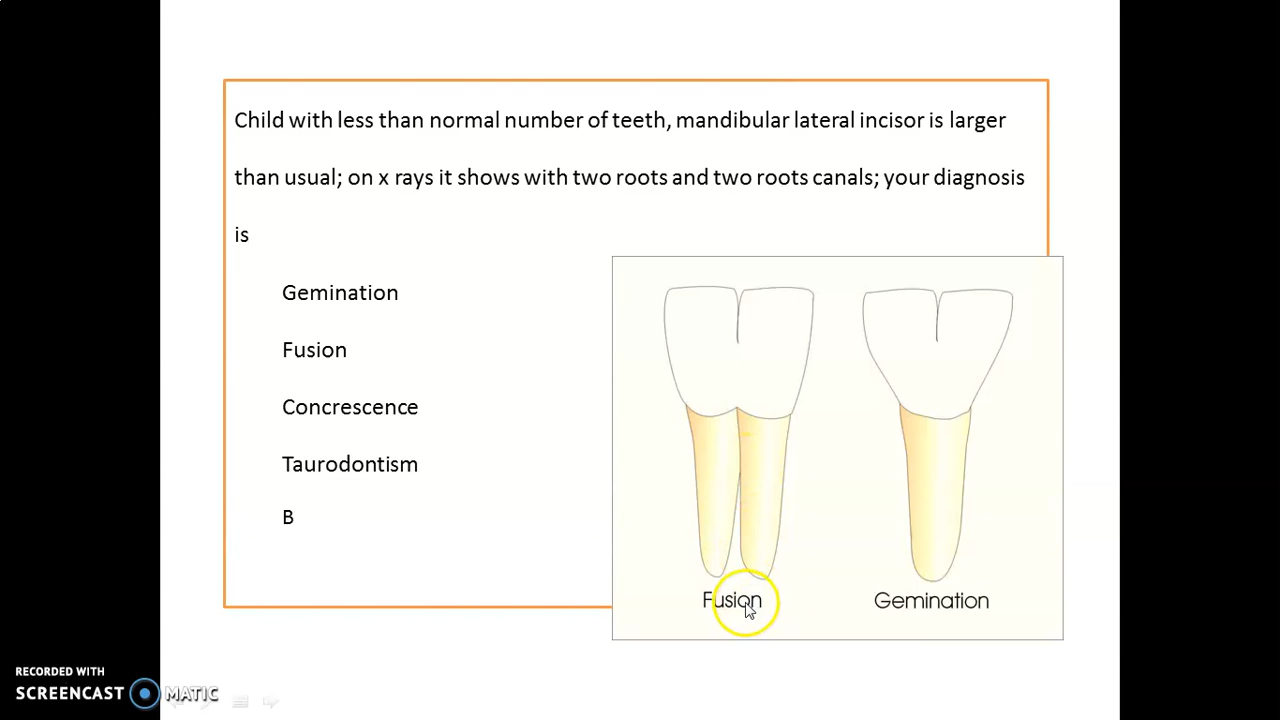 Child with less than normal number of teeth, mandibular lateral incisor is larger
than usual; on x rays it shows with two roots and two roots canals; your diagnosis
is
Gemination
Fusion
Concrescence
Taurodontism
B
Fusion
Gemination
RECORDED WITH
SCREENCAST MATIC